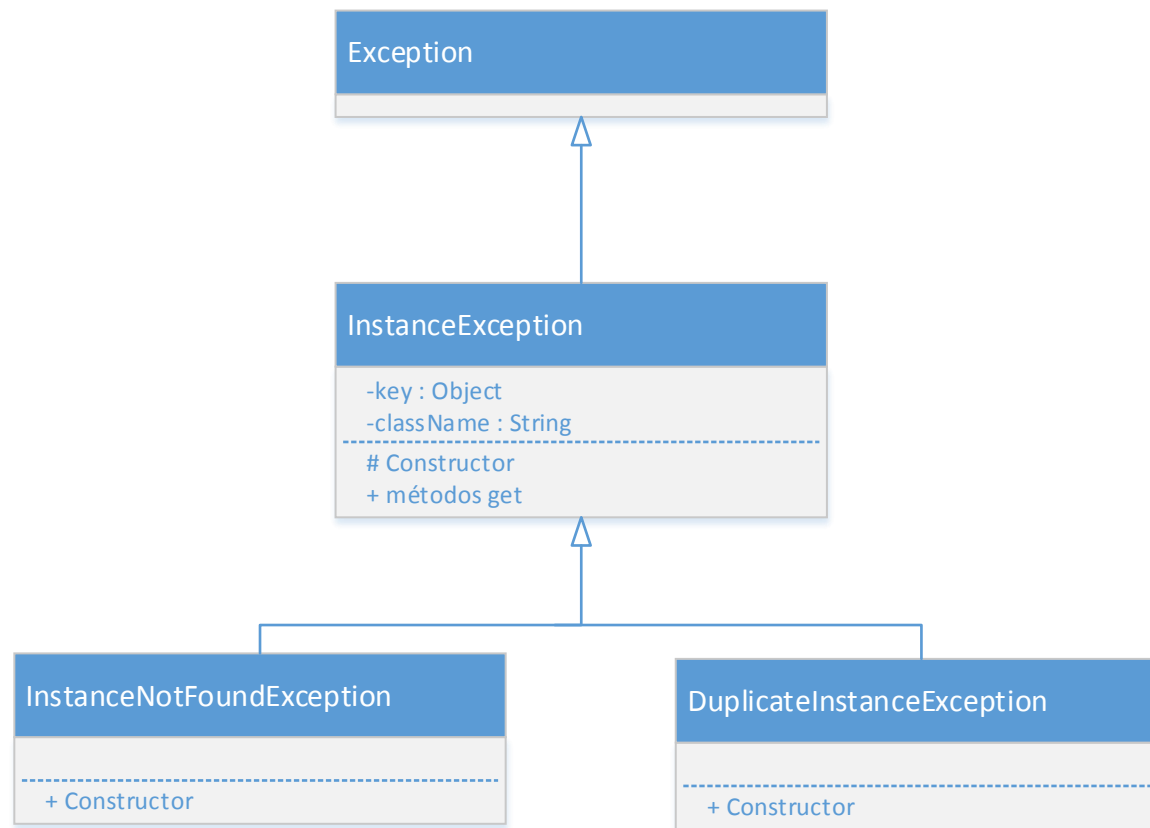 Exception
InstanceException
-key : Object
-className : String
# Constructor
+ métodos get
InstanceNotFoundException
+ Constructor
DuplicateInstanceException
+ Constructor